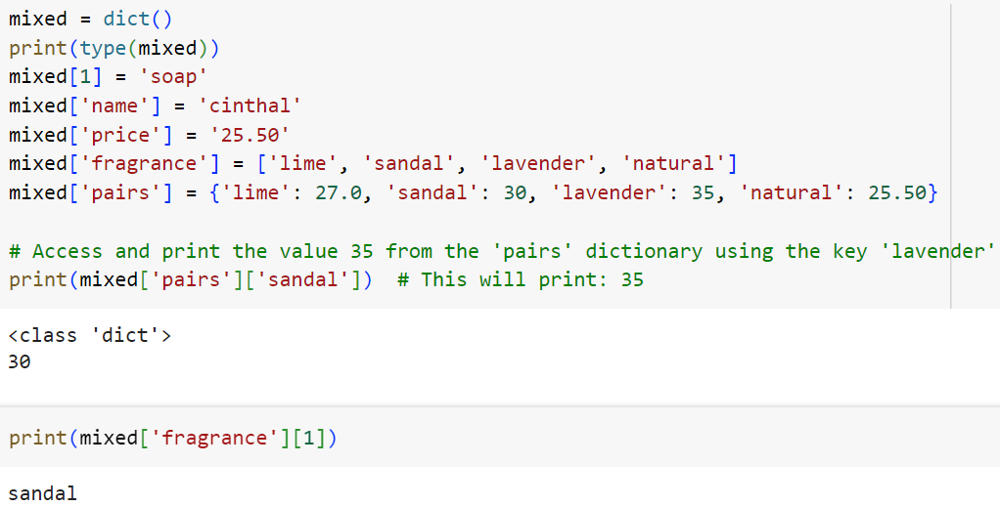 mixed = dict()
print(type(mixed))
mixed[1] = 'soap'
mixed['name'] = 'cinthal'
mixed['price'] = '25.50'
mixed['fragrance'] = ['lime', 'sandal', 'lavender', 'natural']
mixed['pairs'] = {'lime': 27.0, 'sandal': 30, 'lavender': 35, 'natural': 25.50}
# Access and print the value 35 from the 'pairs' dictionary using the key 'lavender'
print(mixed['pairs']['sandal'])  # This will print: 35
<class 'dict'>
30
print(mixed['fragrance'][1])
sandal